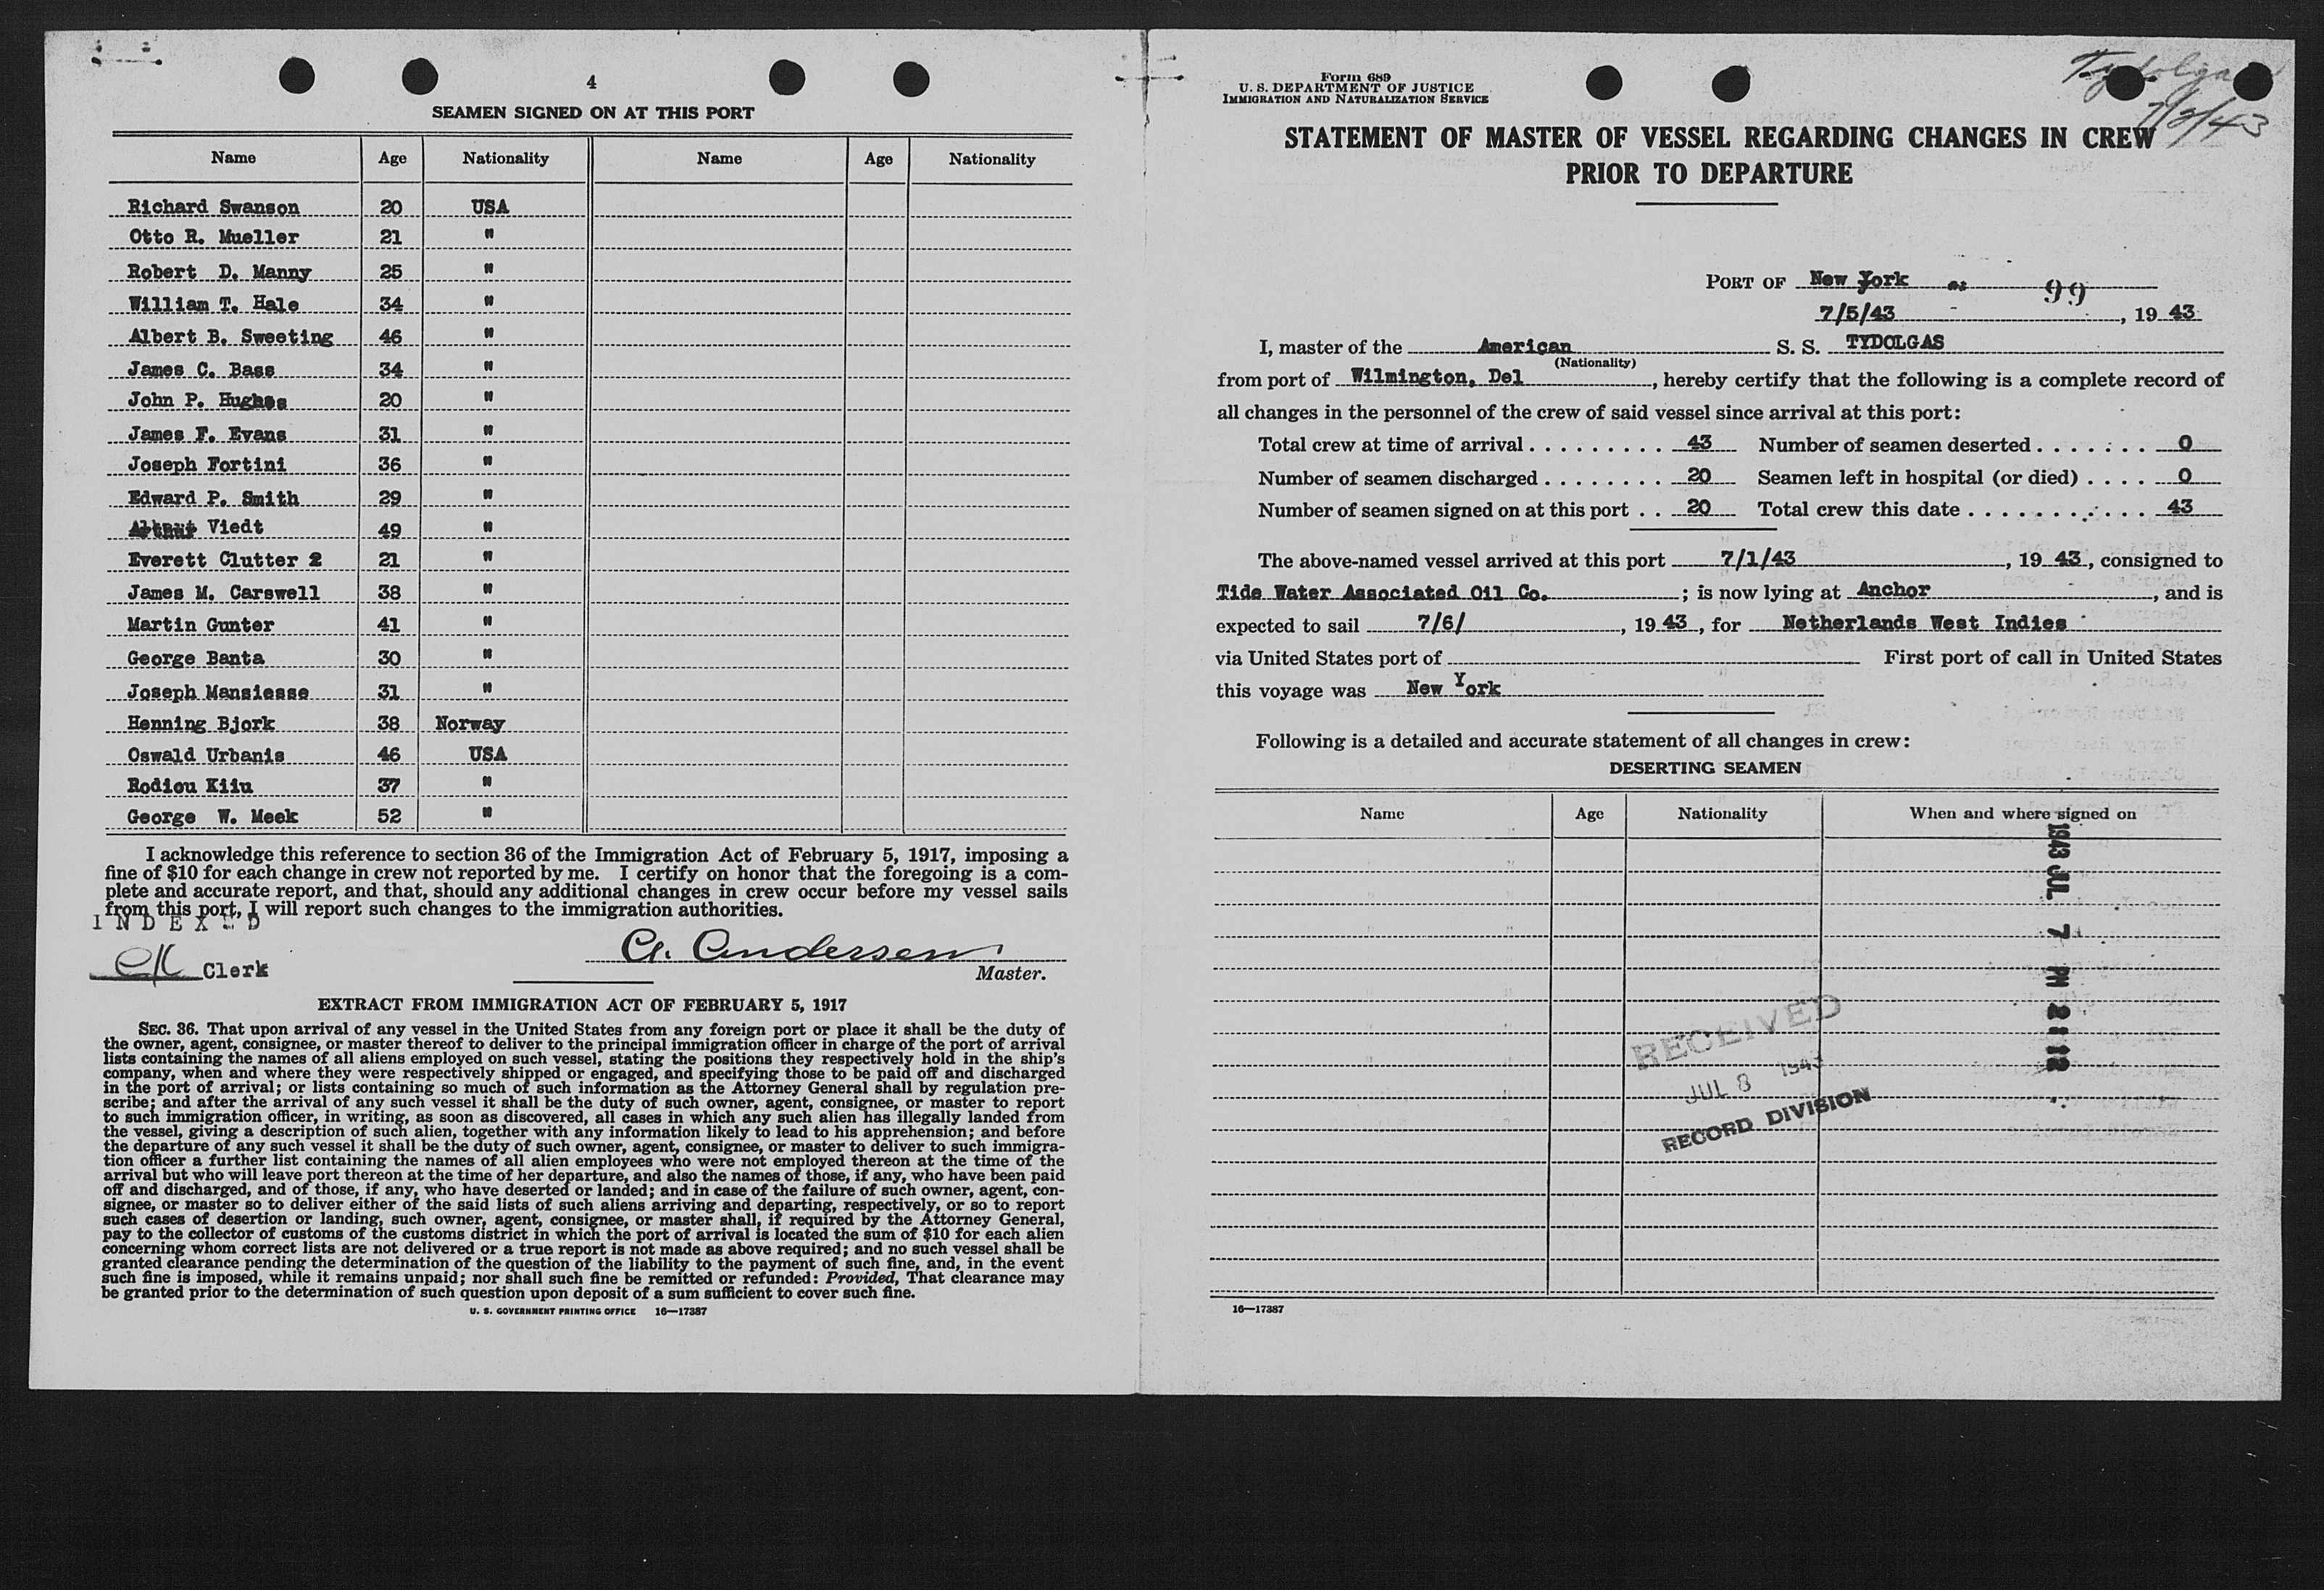 4
SEAMEN SIGNED ON AT THIS PORT
Name Age Nationality Name Age Nationality
Richard Swanson 20 USA
Otto R. Mueller 21 "
Robert D. Manny 25 "
William T. Hale 34 "
Albert B. Sweeting 46 "
James C. Bass 34 "
John P. Hughes 20 "
James F. Evans 31 "
Joseph Fortini 36 "
Edward P. Smith 29 "
Viedt 49 "
Everett Clutter 2 21 "
James M. Carswell 38 "
Martin Gunter 41 "
George Banta 30 "
Joseph Mansiesse 31 "
Henning Bjork 38 Norway
Oswald Urbanis 46 USA
Rodiou Kiiu 37 "
George W. Meek 52 "
I acknowledge this reference to section 36 of the Immigration Act of February 5, 1917, imposing a
fine of $10 for each change in crew not reported by me. I certify on honor that the foregoing is a com-
plete and accurate report, and that, should any additional changes in crew occur before my vessel sails
from this port, I will report such changes to the immigration authorities.
INDEXED
Clerk
A. Andersen
Master.
EXTRACT FROM IMMIGRATION ACT OF FEBRUARY 5, 1917
SEC. 36. That upon arrival of any vessel in the United States from any foreign port or place it shall be the duty of
the owner, agent, consignee, or master thereof to deliver to the principal immigration officer in charge of the port of arrival
lists containing the names of all aliens employed on such vessel, stating the positions they respectively hold in the ship's
company, when and where they were respectively shipped or engaged, and specifying those to be paid off and discharged
in the port of arrival; or lists containing so much of such information as the Attorney General shall by regulation pre-
scribe; and after the arrival of any such vessel it shall be the duty of such owner, agent, consignee, or master to report
to such immigration officer, in writing, as soon as discovered, all cases in which any such alien has illegally landed from
the vessel, giving a description of such alien, together with any information likely to lead to his apprehension; and before
the departure of any such vessel it shall be the duty of such owner, agent, consignee, or master to deliver to such immigra-
tion officer a further list containing the names of all alien employees who were not employed thereon at the time of the
arrival but who will leave port thereon at the time of her departure, and also the names of those, if any, who have been paid
off and discharged, and of those, if any, who have deserted or landed; and in case of the failure of such owner, agent, con-
signee, or master so to deliver either of the said lists of such aliens arriving and departing, respectively, or so to report
such cases of desertion or landing, such owner, agent, consignee, or master shall, if required by the Attorney General,
pay to the collector of customs of the customs district in which the port of arrival is located the sum of $10 for each alien
concerning whom correct lists are not delivered or a true report is not made as above required; and no such vessel shall be
granted clearance pending the determination of the question of the liability to the payment of such fine, and, in the event
such fine is imposed, while it remains unpaid; nor shall such fine be remitted or refunded: Provided, That clearance may
be granted prior to the determination of such question upon deposit of a sum sufficient to cover such fine.
U. S. GOVERNMENT PRINTING OFFICE 16—17387
Form 689
U. S. DEPARTMENT OF JUSTICE
IMMIGRATION AND NATURALIZATION SERVICE
STATEMENT OF MASTER OF VESSEL REGARDING CHANGES IN CREW
PRIOR TO DEPARTURE
PORT OF New York 99
7/5/43, 19 43
I, master of the American S. S. TYDOLGAS
(Nationality)
from port of Wilmington, Del, hereby certify that the following is a complete record of
all changes in the personnel of the crew of said vessel since arrival at this port:
Total crew at time of arrival . . . . . . . . . . 43 Number of seamen deserted . . . . . . . 0
Number of seamen discharged . . . . . . . . 20 Seamen left in hospital (or died) . . . . 0
Number of seamen signed on at this port . . 20 Total crew this date . . . . . . . . . . . . 43
The above-named vessel arrived at this port 7/1/43, 19 43, consigned to
Tide Water Associated Oil Co. ; is now lying at Anchor, and is
expected to sail 7/6/, 19 43, for Netherlands West Indies
via United States port of First port of call in United States
this voyage was New York
Following is a detailed and accurate statement of all changes in crew:
DESERTING SEAMEN
Name Age Nationality When and where signed on
1943 JUL 7 PM 2:12
RECEIVED
JUL 8 1943
RECORD DIVISION
16—17387